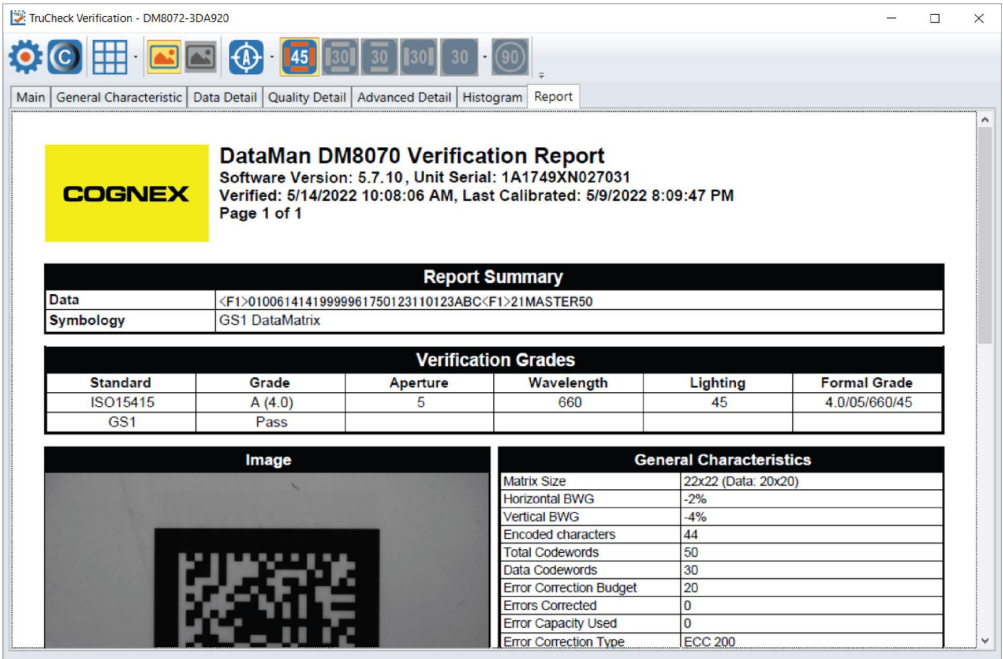 TruCheck Verification - DM8072-3DA920
C A 45 30 30 30 30 90
Main General Characteristic Data Detail Quality Detail Advanced Detail Histogram Report
COGNEX
DataMan DM8070 Verification Report
Software Version: 5.7.10, Unit Serial: 1A1749XN027031
Verified: 5/14/2022 10:08:06 AM, Last Calibrated: 5/9/2022 8:09:47 PM
Page 1 of 1
Report Summary
Data <F1>01006141419999961750123110123ABC<F1>21MASTER50
Symbology GS1 DataMatrix
Verification Grades
Standard Grade Aperture Wavelength Lighting Formal Grade
ISO15415 A (4.0) 5 660 45 4.0/05/660/45
GS1 Pass
Image
General Characteristics
Matrix Size 22x22 (Data: 20x20)
Horizontal BWG -2%
Vertical BWG -4%
Encoded characters 44
Total Codewords 50
Data Codewords 30
Error Correction Budget 20
Errors Corrected 0
Error Capacity Used 0
Error Correction Type ECC 200